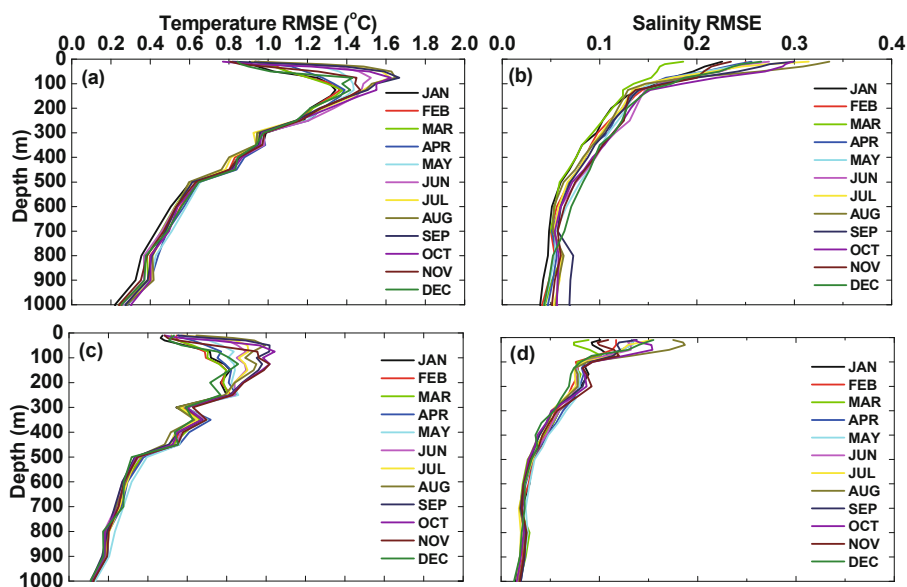 Temperature RMSE (°C) Salinity RMSE
0.0 0.2 0.4 0.6 0.8 1.0 1.2 1.4 1.6 1.8 2.0 0.0 0.1 0.2 0.3 0.4
(a) (b)
Depth (m)
0
100
200
300
400
500
600
700
800
900
1000
JAN
FEB
MAR
APR
MAY
JUN
JUL
AUG
SEP
OCT
NOV
DEC
JAN
FEB
MAR
APR
MAY
JUN
JUL
AUG
SEP
OCT
NOV
DEC
(c) (d)
Depth (m)
0
100
200
300
400
500
600
700
800
900
1000
JAN
FEB
MAR
APR
MAY
JUN
JUL
AUG
SEP
OCT
NOV
DEC
JAN
FEB
MAR
APR
MAY
JUN
JUL
AUG
SEP
OCT
NOV
DEC